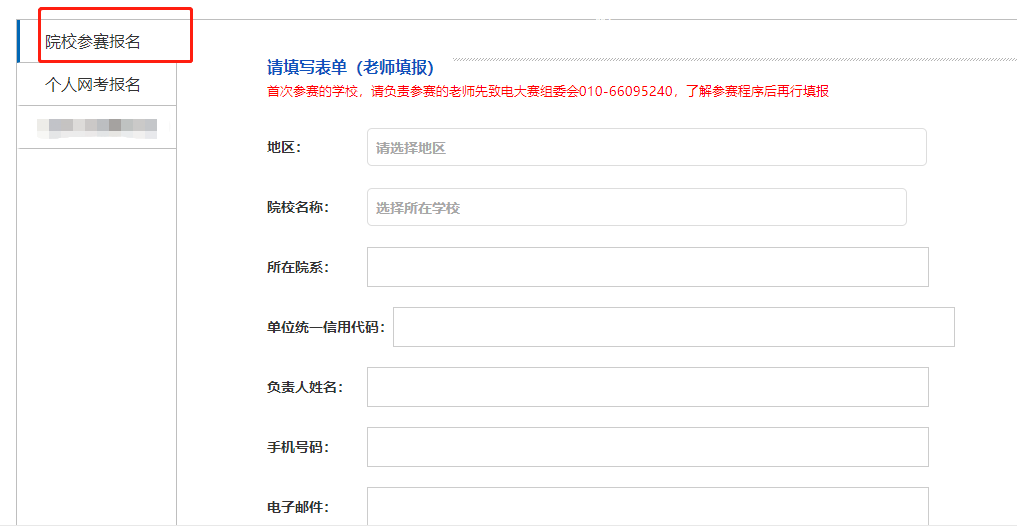 院校参赛报名
个人网考报名
请填写表单（老师填报）
首次参赛的学校，请负责参赛的老师先致电大赛组委会010-66095240，了解参赛程序后再行填报
地区：
请选择地区
院校名称：
选择所在学校
所在院系：
单位统一信用代码：
负责人姓名：
手机号码：
电子邮件：